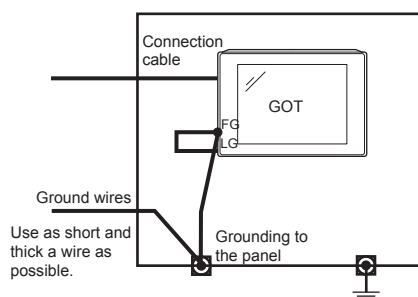 Connection
cable
GOT
FG
LG
Ground wires
Use as short and
thick a wire as
possible.
Grounding to
the panel